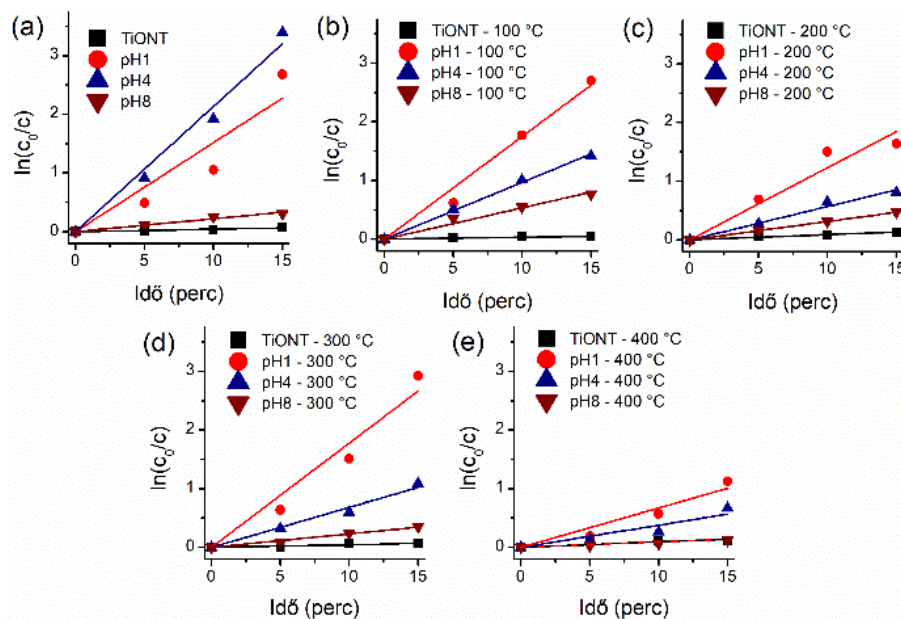 (a)
TiONT
pH1
pH4
pH8
ln(c₀/c)
3
2
1
0
0 5 10 15
Idő (perc)
(b)
TiONT - 100 °C
pH1 - 100 °C
pH4 - 100 °C
pH8 - 100 °C
ln(c₀/c)
3
2
1
0
0 5 10 15
Idő (perc)
(c)
TiONT - 200 °C
pH1 - 200 °C
pH4 - 200 °C
pH8 - 200 °C
ln(c₀/c)
3
2
1
0
0 5 10 15
Idő (perc)
(d)
TiONT - 300 °C
pH1 - 300 °C
pH4 - 300 °C
pH8 - 300 °C
ln(c₀/c)
3
2
1
0
0 5 10 15
Idő (perc)
(e)
TiONT - 400 °C
pH1 - 400 °C
pH4 - 400 °C
pH8 - 400 °C
ln(c₀/c)
3
2
1
0
0 5 10 15
Idő (perc)